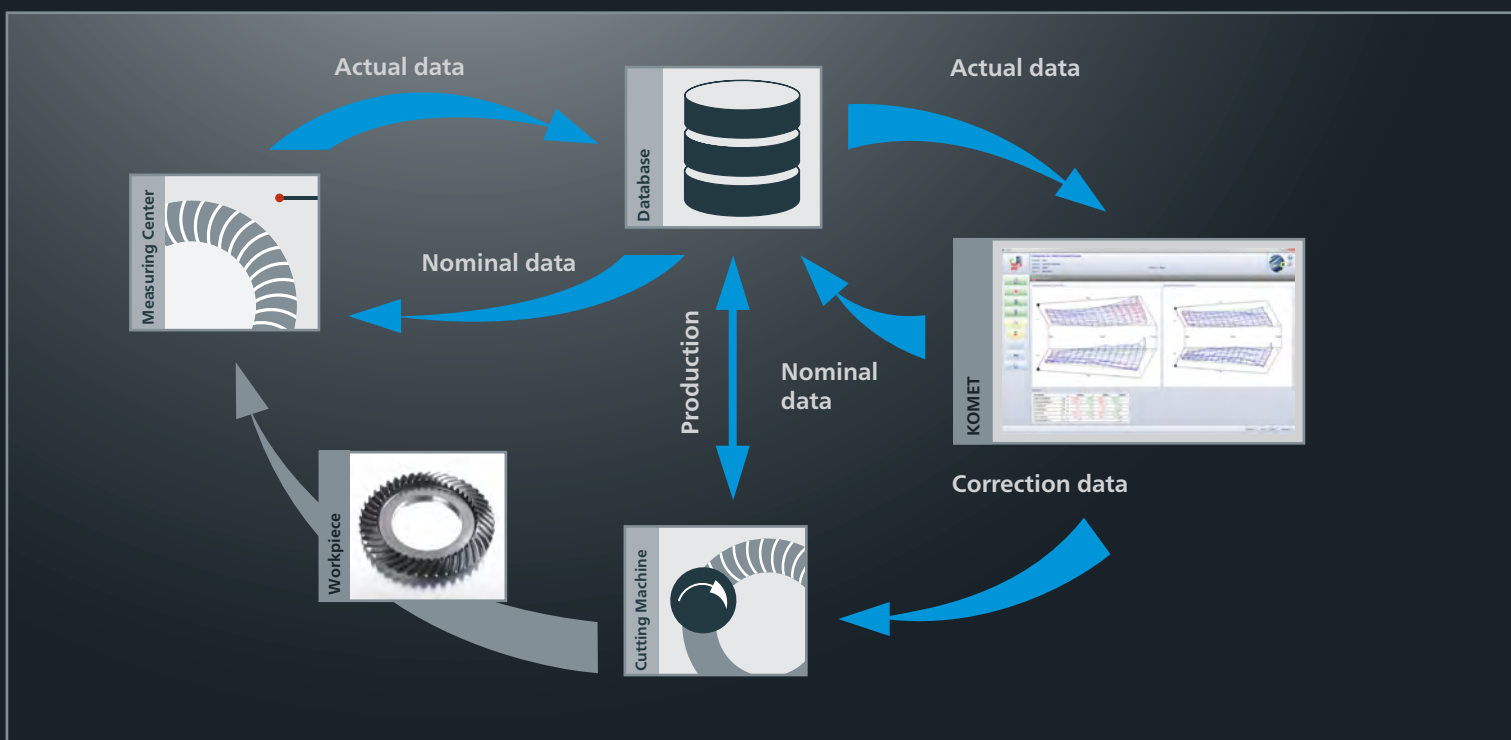 Actual data
Actual data
Database
Measuring Center
Nominal data
Production
Nominal
data
KOMET
Correction data
Workpiece
Cutting Machine